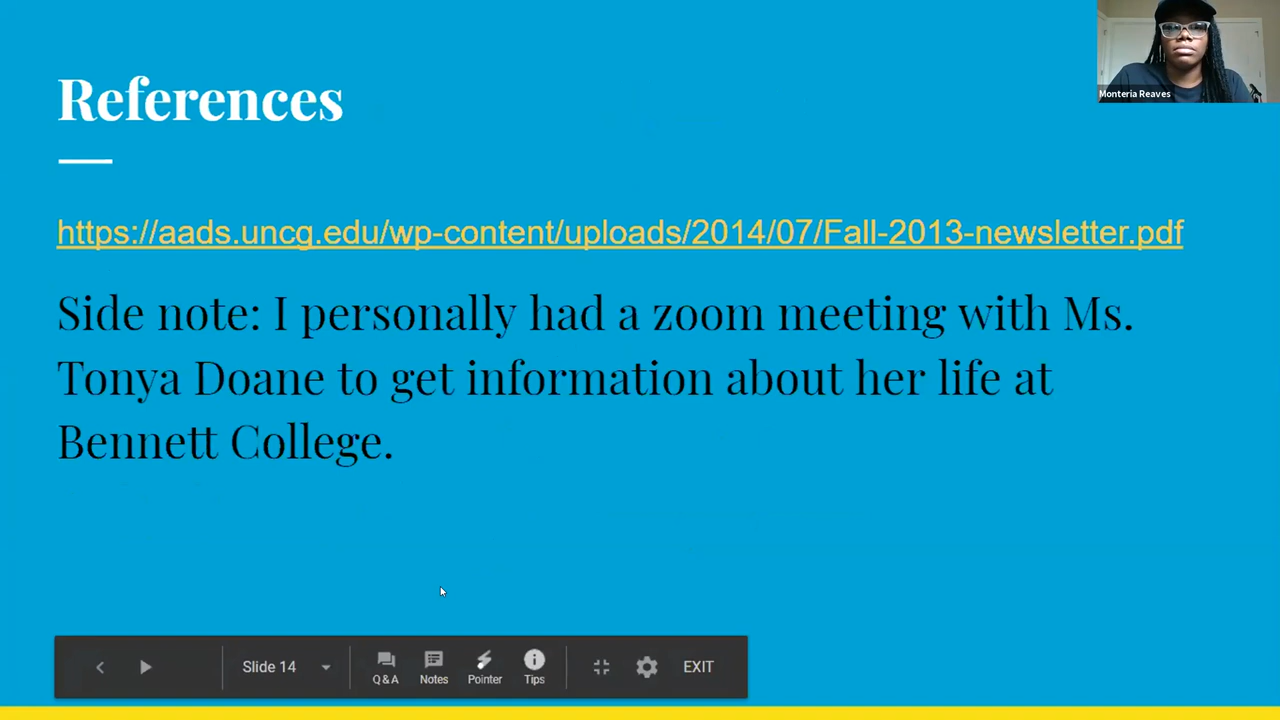 References
Monteria Reaves
https://aads.uncg.edu/wp-content/uploads/2014/07/Fall-2013-newsletter.pdf
Side note: I personally had a zoom meeting with Ms.
Tonya Doane to get information about her life at
Bennett College.
Slide 14
Q&A
Notes
Pointer
Tips
EXIT